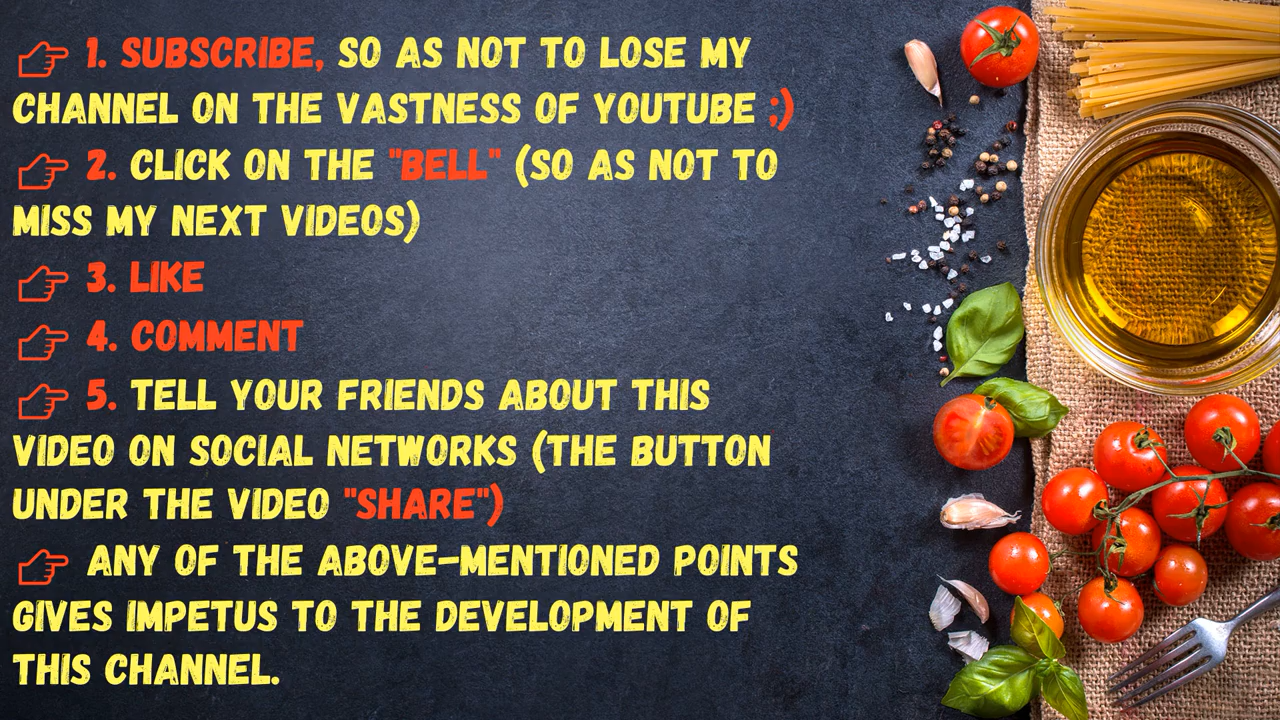 👉 1. SUBSCRIBE, SO AS NOT TO LOSE MY
CHANNEL ON THE VASTNESS OF YOUTUBE ;)
👉 2. CLICK ON THE "BELL" (SO AS NOT TO
MISS MY NEXT VIDEOS)
👉 3. LIKE
👉 4. COMMENT
👉 5. TELL YOUR FRIENDS ABOUT THIS
VIDEO ON SOCIAL NETWORKS (THE BUTTON
UNDER THE VIDEO "SHARE")
👉 ANY OF THE ABOVE-MENTIONED POINTS
GIVES IMPETUS TO THE DEVELOPMENT OF
THIS CHANNEL.